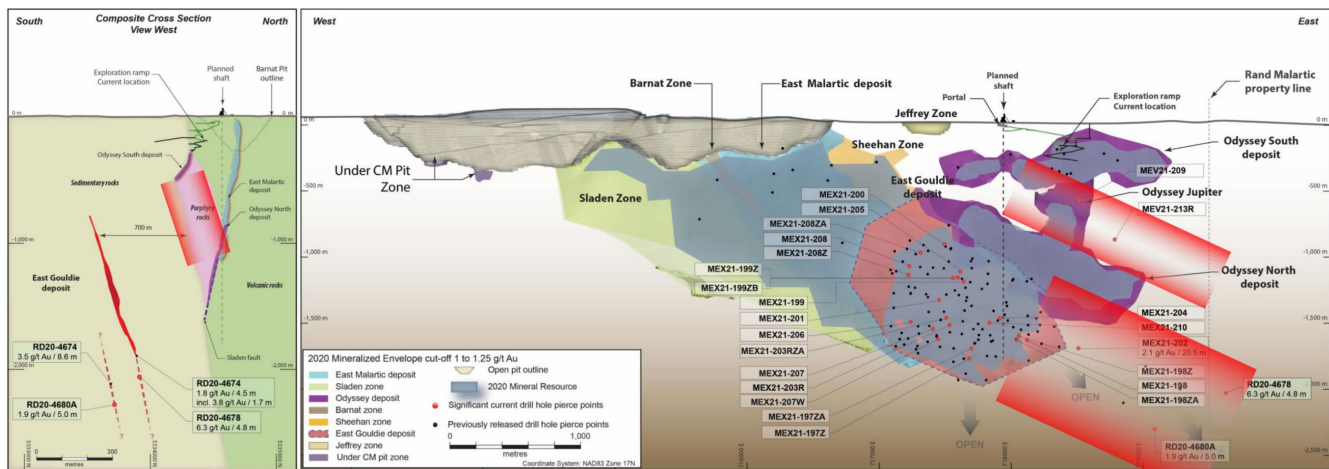 South
Composite Cross Section
View West
North
Planned
shaft
Barnat Pit
outline
Exploration ramp
Current location
0 m
0 m
Odyssey South deposit
Sedimentary rocks
Porphyry
rocks
East Malartic
deposit
Odyssey North
deposit
700 m
-1,000 m
-1,000 m
East Gouldie
deposit
Volcanic rocks
?
?
Sladen fault
RD20-4674
3.5 g/t Au / 8.6 m
-2,000 m
-2,000 m
RD20-4674
1.8 g/t Au / 4.5 m
incl. 3.8 g/t Au / 1.7 m
RD20-4680A
1.9 g/t Au / 5.0 m
RD20-4678
6.3 g/t Au / 4.8 m
?
?
0
300
metres
5334000 N
West
East
Barnat Zone
East Malartic deposit
Jeffrey Zone
Planned
shaft
Portal
Exploration ramp
Current location
Rand Malartic
property line
0 m
0 m
Under CM Pit
Zone
Sheehan Zone
Odyssey South
deposit
East Gouldie
deposit
MEV21-209
-500 m
-500 m
Sladen Zone
MEX21-200
Odyssey Jupiter
MEX21-205
MEV21-213R
MEX21-208ZA
MEX21-208
-1,000 m
-1,000 m
MEX21-208Z
MEX21-199Z
Odyssey North
deposit
MEX21-199ZB
MEX21-199
MEX21-204
-1,500 m
MEX21-201
MEX21-210
-1,500 m
MEX21-206
MEX21-202
2.1 g/t Au / 20.5 m
MEX21-203RZA
MEX21-198Z
MEX21-207
MEX21-198
MEX21-203R
MEX21-198ZA
MEX21-207W
OPEN
RD20-4678
6.3 g/t Au / 4.8 m
-2,000 m
MEX21-197ZA
MEX21-197Z
OPEN
RD20-4680A
1.9 g/t Au / 5.0 m
-2,500 m
2020 Mineralized Envelope cut-off 1 to 1.25 g/t Au
East Malartic deposit
Sladen zone
Odyssey deposit
Barnat zone
Sheehan zone
East Gouldie deposit
Jeffrey zone
Under CM pit zone
Open pit outline
2020 Mineral Resource
Significant current drill hole pierce points
Previously released drill hole pierce points
0
1,000
metres
Coordinate System: NAD83 Zone 17N
716000 E
717000 E
718000 E